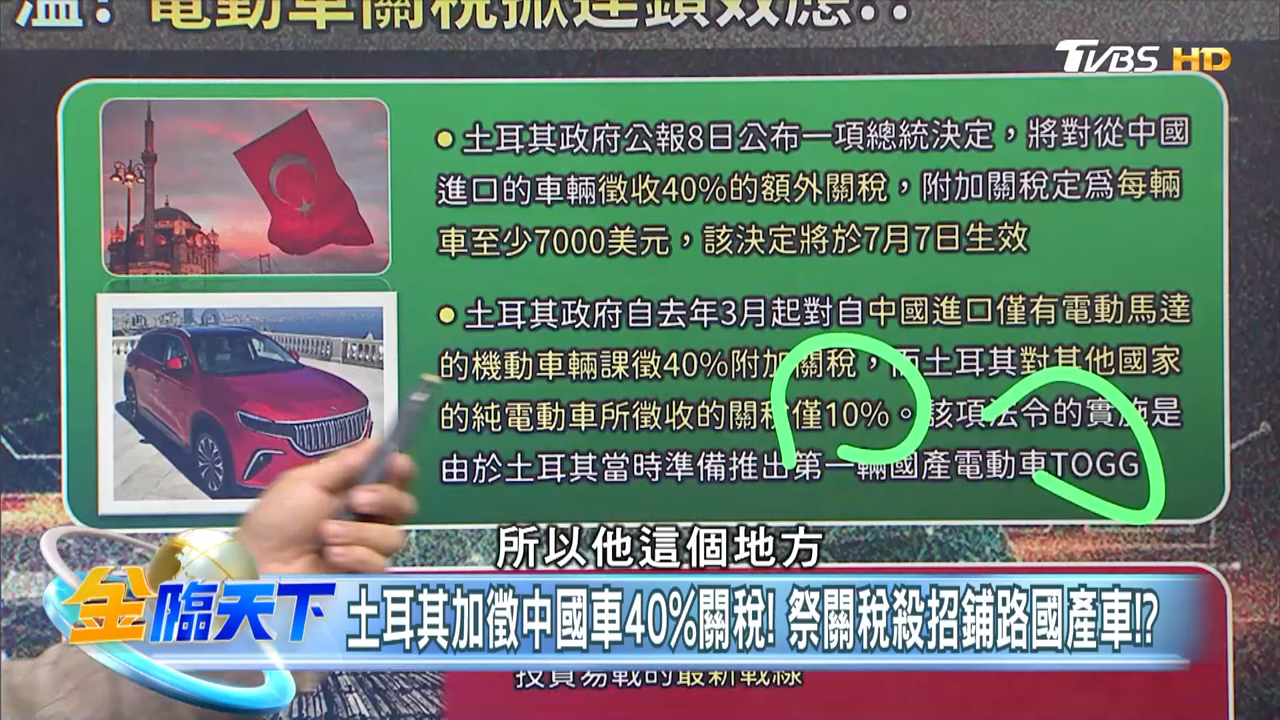 溫! 電動車關稅掀連鎖效應!!
TVBS HD
●土耳其政府公報8日公布一項總統決定，將對從中國
進口的車輛徵收40%的額外關稅，附加關稅定為每輛
車至少7000美元，該決定將於7月7日生效
●土耳其政府自去年3月起對自中國進口僅有電動馬達
的機動車輛課徵40%附加關稅，而土耳其對其他國家
的純電動車所徵收的關稅僅10%。該項法令的實施是
由於土耳其當時準備推出第一輛國產電動車TOGG
所以他這個地方
金臨天下
土耳其加徵中國車40%關稅! 祭關稅殺招鋪路國產車!?
投貿易戰的最新戰線